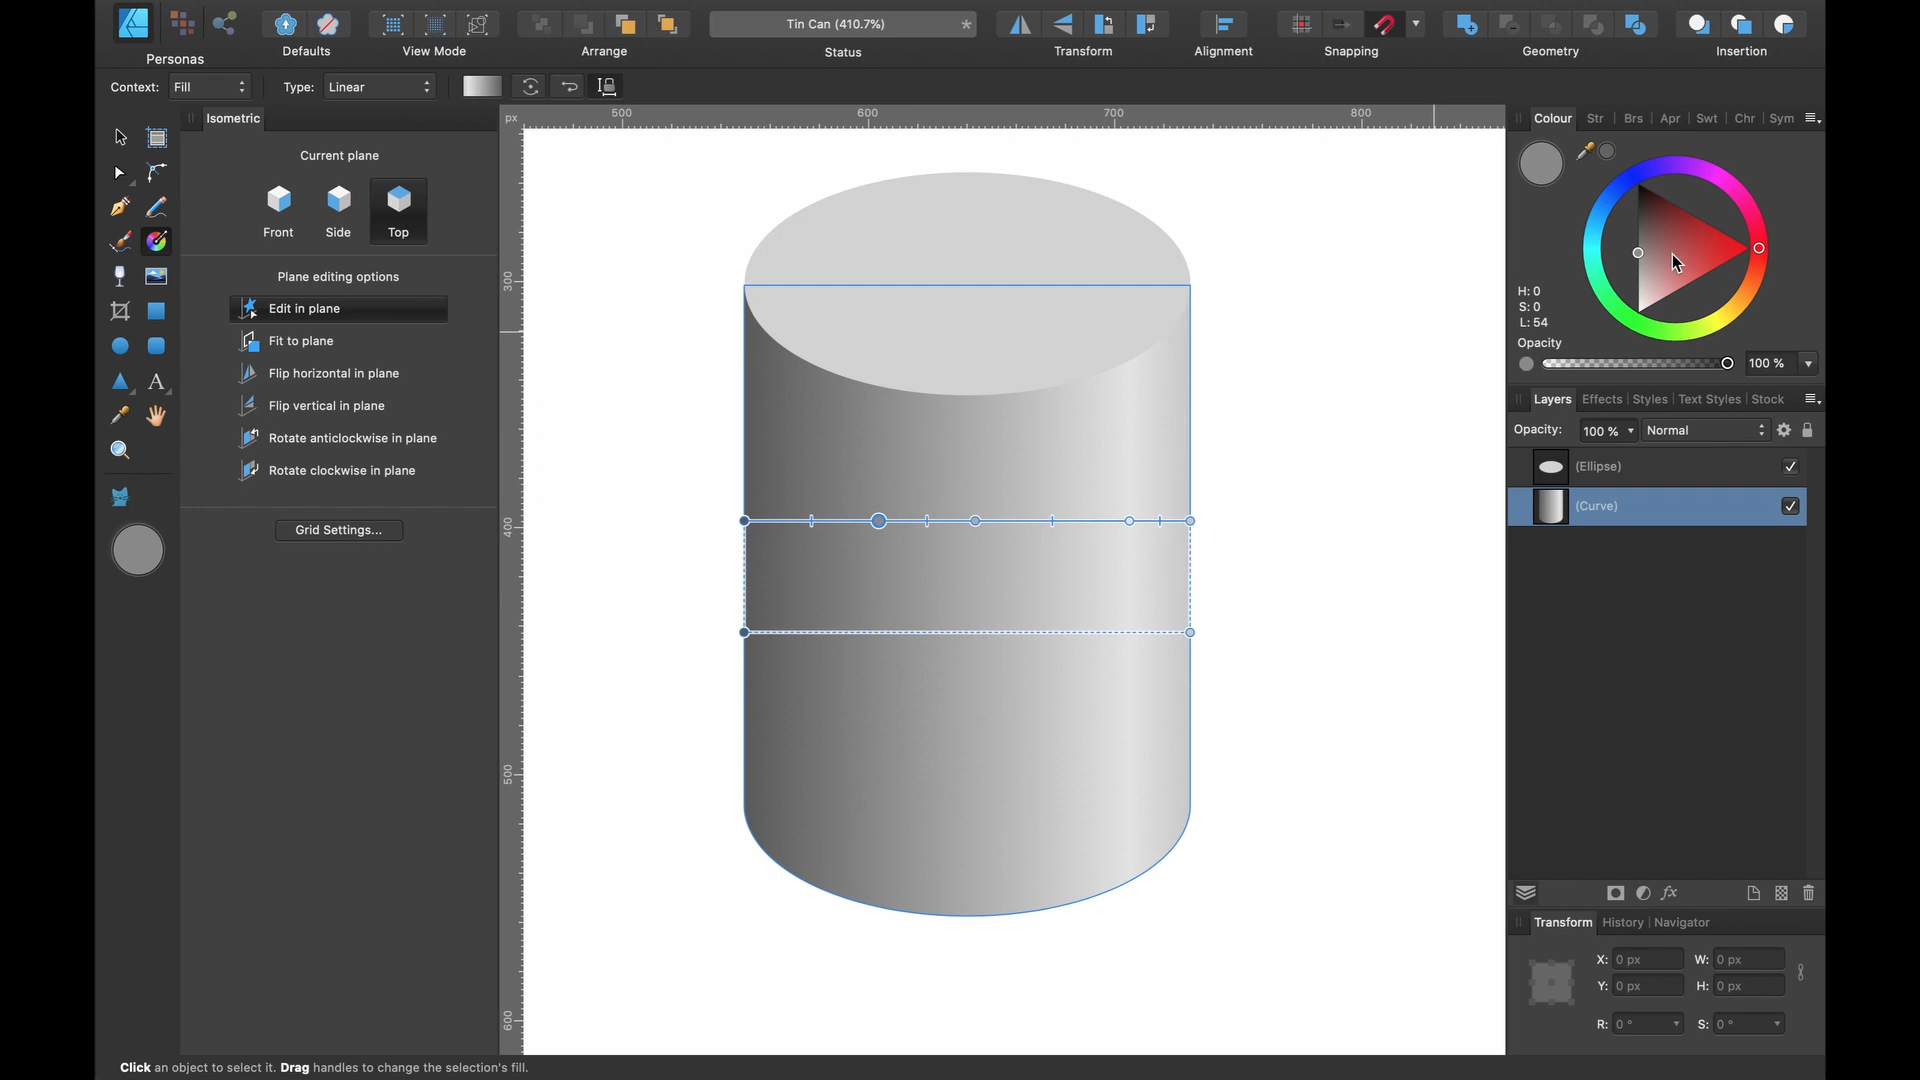 Tin Can (410.7%)
*
Personas
Defaults
View Mode
Arrange
Status
Transform
Alignment
Snapping
Geometry
Insertion
Context: Fill
Type: Linear
Isometric
Current plane
Front
Side
Top
Plane editing options
Edit in plane
Fit to plane
Flip horizontal in plane
Flip vertical in plane
Rotate anticlockwise in plane
Rotate clockwise in plane
Grid Settings...
A
px
500
600
700
800
300
400
500
600
Colour Str Brs Apr Swt Chr Sym
H: 0
S: 0
L: 54
Opacity
100 %
Layers Effects Styles Text Styles Stock
Opacity: 100 % Normal
(Ellipse)
(Curve)
fx
Transform History Navigator
X: 0 px W: 0 px
Y: 0 px H: 0 px
R: 0 ° S: 0 °
Click an object to select it. Drag handles to change the selection's fill.